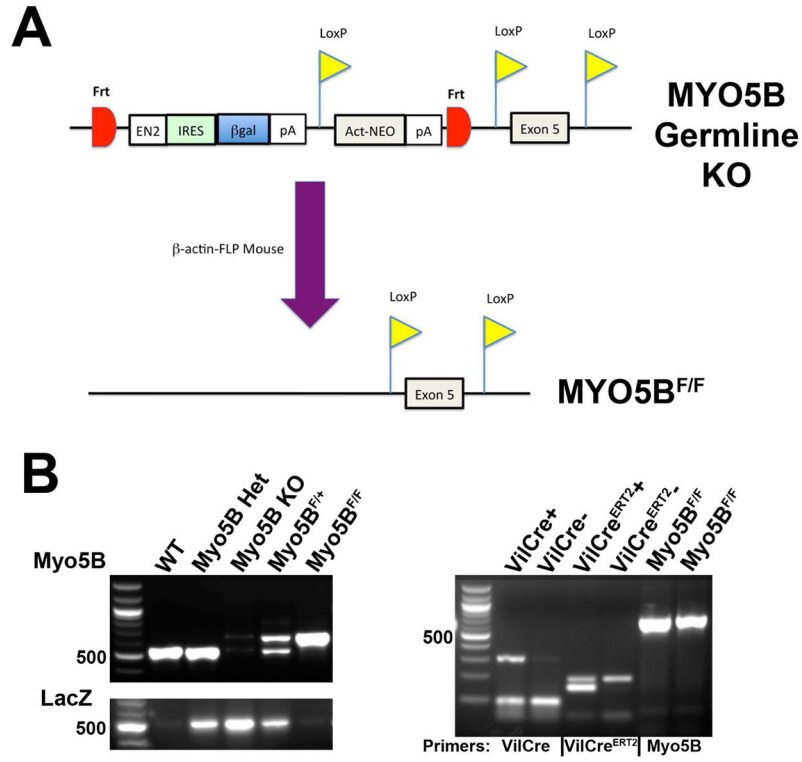 A
LoxP
LoxP
LoxP
Frt
Frt
EN2
IRES
βgal
pA
Act-NEO
pA
Exon 5
MYO5B
Germline
KO
β-actin-FLP Mouse
LoxP
LoxP
Exon 5
MYO5B^F/F
B
Myo5B
WT
Myo5B Het
Myo5B KO
Myo5B^F/+
Myo5B^F/F
500
LacZ
500
VilCre+
VilCre-
VilCre^ERT2+
VilCre^ERT2-
Myo5B^F/F
Myo5B^F/F
500
Primers: VilCre | VilCre^ERT2 | Myo5B